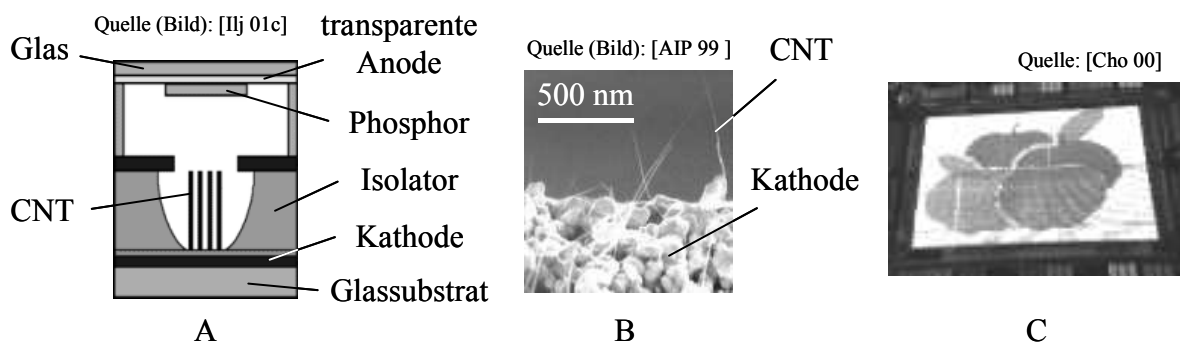 Quelle (Bild): [Ilj 01c]
transparente
Anode
Glas
Phosphor
Isolator
CNT
Kathode
Glassubstrat
A
Quelle (Bild): [AIP 99 ]
CNT
500 nm
Kathode
B
Quelle: [Cho 00]
C